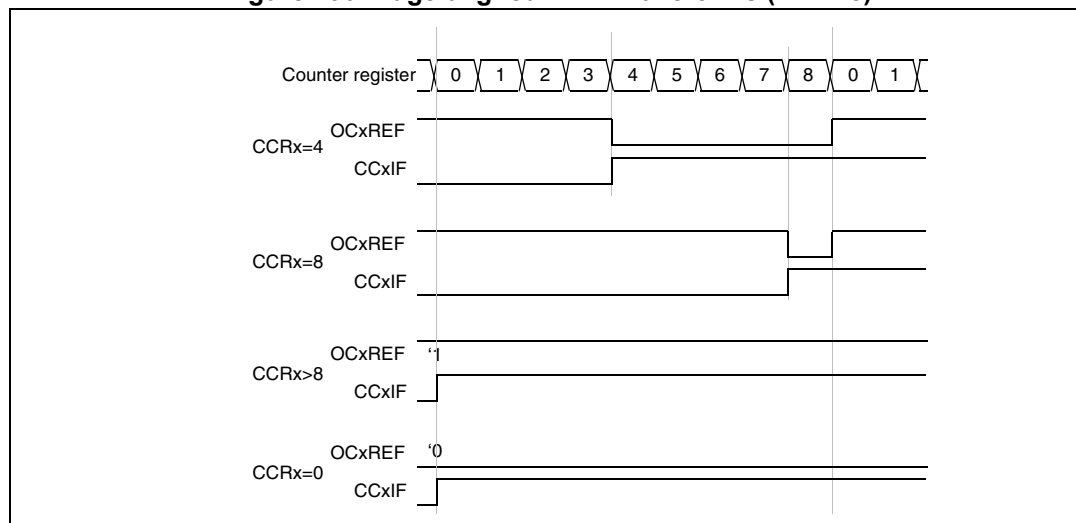 Counter register 0 1 2 3 4 5 6 7 8 0 1
OCxREF
CCRx=4
CCxIF
OCxREF
CCRx=8
CCxIF
OCxREF ‘1
CCRx>8
CCxIF
OCxREF ‘0
CCRx=0
CCxIF